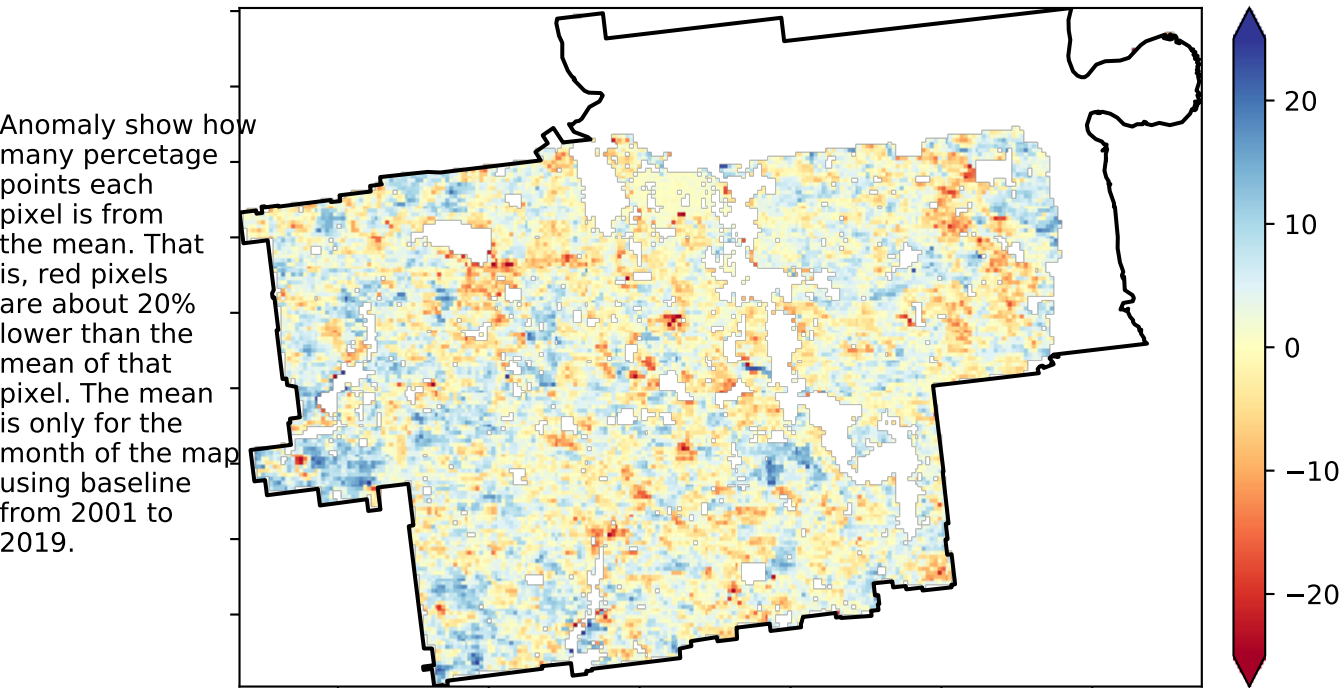 Anomaly show how
many percetage
points each
pixel is from
the mean. That
is, red pixels
are about 20%
lower than the
mean of that
pixel. The mean
is only for the
month of the map
using baseline
from 2001 to
2019.
20
10
0
−10
−20